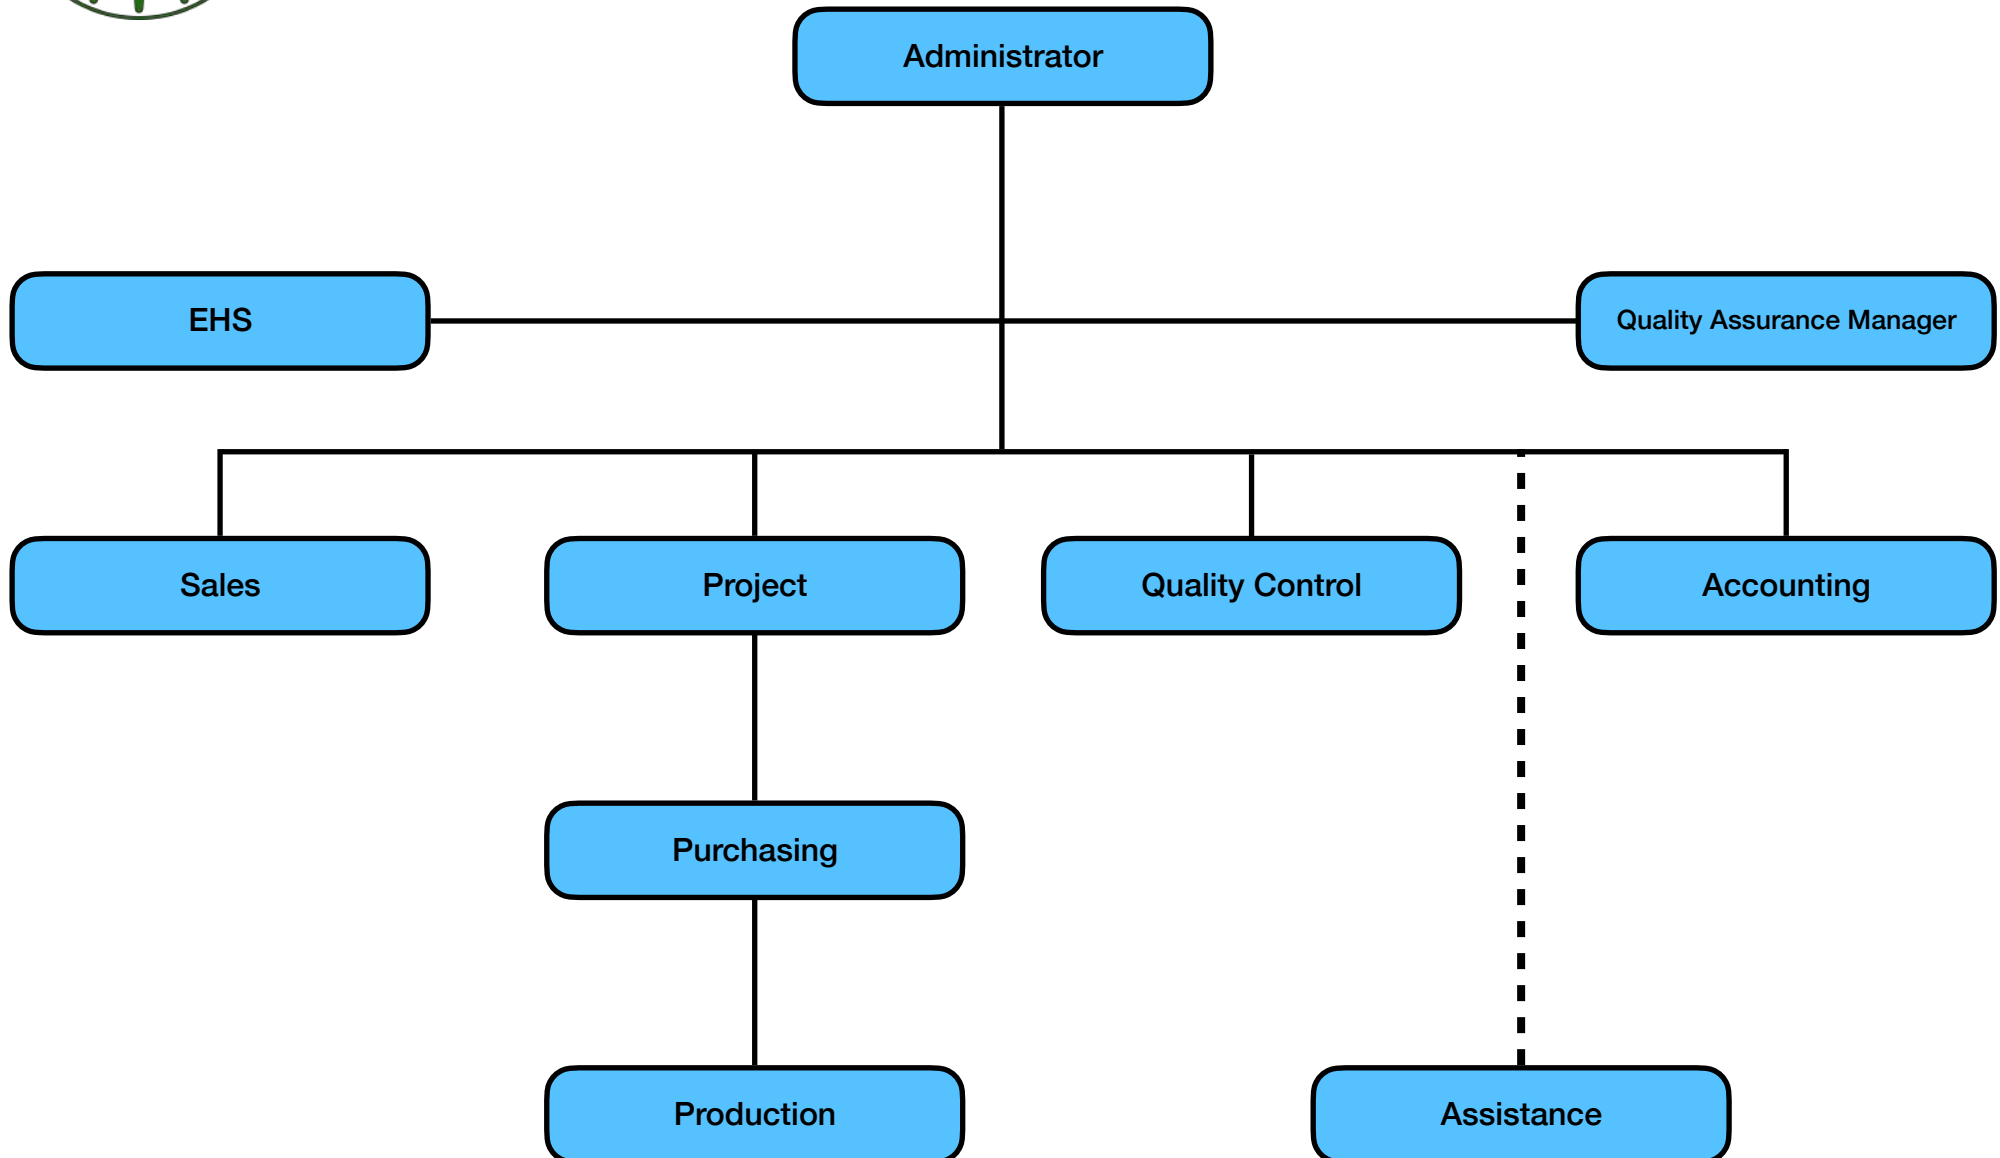 Administrator
EHS
Quality Assurance Manager
Sales
Project
Quality Control
Accounting
Purchasing
Production
Assistance